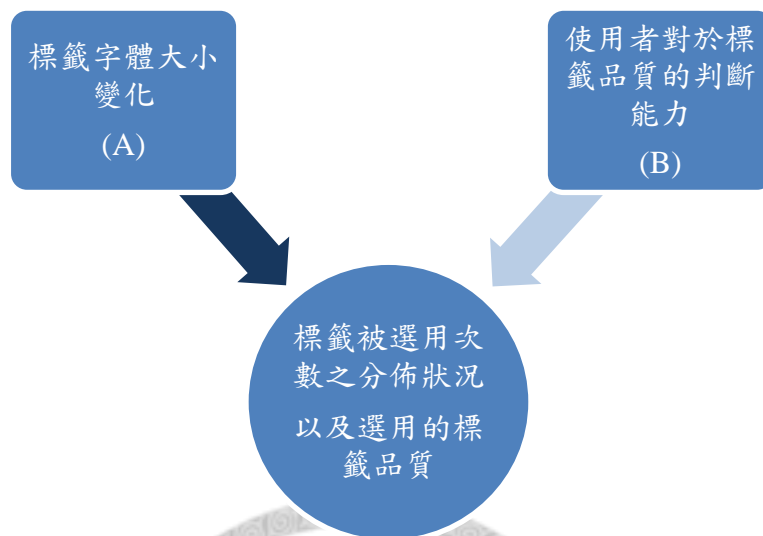 標籤字體大小
變化
(A)
使用者對於標
籤品質的判斷
能力
(B)
標籤被選用次
數之分佈狀況
以及選用的標
籤品質